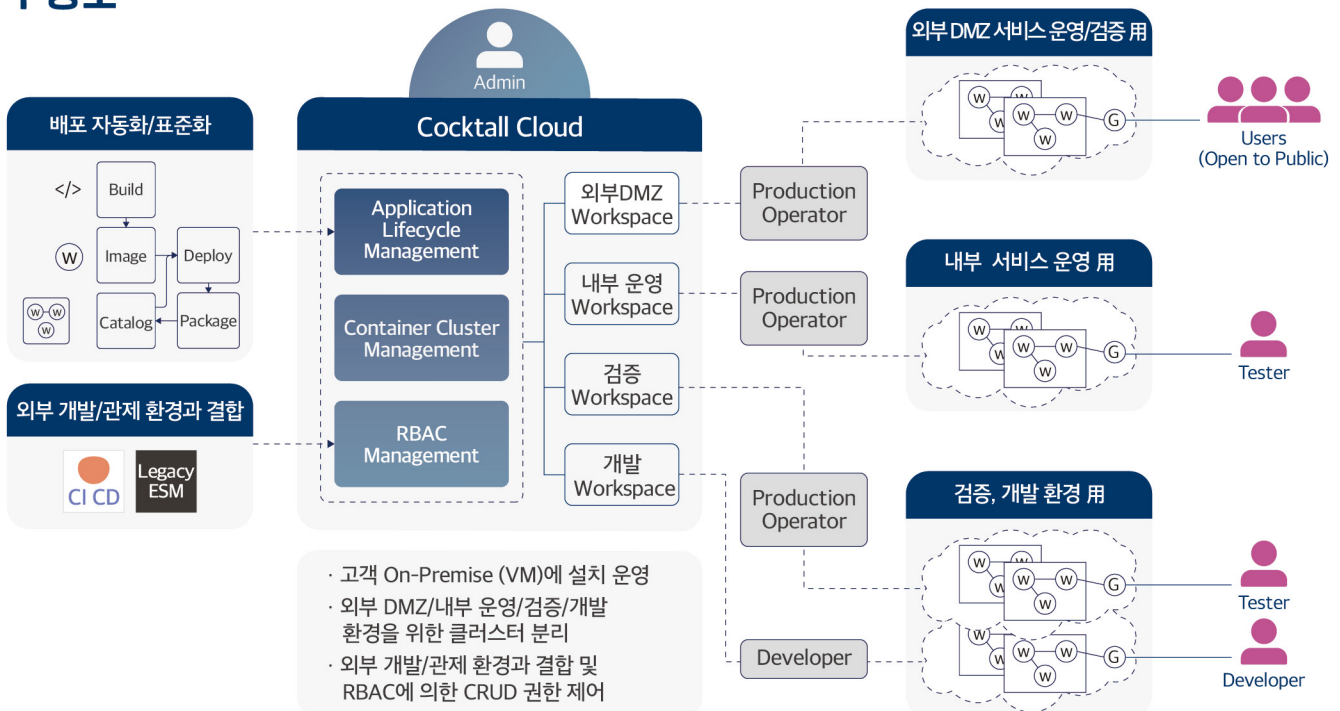 Admin
배포 자동화/표준화
</>
Build
W
Image
Deploy
W
W
W
Catalog
Package
외부 개발/관제 환경과 결합
CI CD
Legacy
ESM
Cocktall Cloud
Application
Lifecycle
Management
Container Cluster
Management
RBAC
Management
외부DMZ
Workspace
내부 운영
Workspace
검증
Workspace
개발
Workspace
· 고객 On-Premise (VM)에 설치 운영
· 외부 DMZ/내부 운영/검증/개발
환경을 위한 클러스터 분리
· 외부 개발/관제 환경과 결합 및
RBAC에 의한 CRUD 권한 제어
Production
Operator
Production
Operator
Production
Operator
Developer
외부 DMZ 서비스 운영/검증 用
W
W
W
W
G
Users
(Open to Public)
내부 서비스 운영 用
W
W
W
W
W
G
Tester
검증, 개발 환경 用
W
W
W
W
G
Tester
W
W
W
W
G
Developer